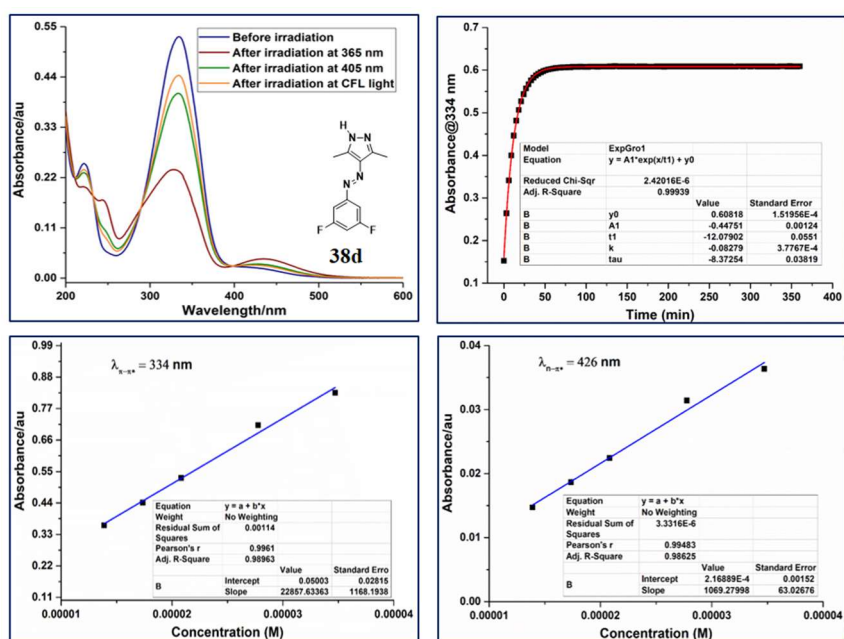 0.55
0.44
0.33
0.22
0.11
0.00
Absorbance/au
Before irradiation
After irradiation at 365 nm
After irradiation at 405 nm
After irradiation at CFL light
H
N N
N
N
F F
38d
200 300 400 500 600
Wavelength/nm
0.7
0.6
0.5
0.4
0.3
0.2
0.1
Absorbance@334 nm
Model ExpGro1
Equation y = A1*exp(x/t1) + y0
Reduced Chi-Sqr 2.42016E-6
Adj. R-Square 0.99939
Value Standard Error
B y0 0.60818 1.51956E-4
B A1 -0.44751 0.00124
B t1 -12.07902 0.0551
B k -0.08279 3.7767E-4
B tau -8.37254 0.03819
0 50 100 150 200 250 300 350 400
Time (min)
0.99
0.88
0.77
0.66
0.55
0.44
0.33
0.22
0.11
Absorbance/au
λπ-π* = 334 nm
Equation y = a + b*x
Weight No Weighting
Residual Sum of Squares 0.00114
Pearson's r 0.9961
Adj. R-Square 0.98963
Value Standard Erro
B Intercept 0.05003 0.02815
Slope 22857.63363 1168.1938
0.00001 0.00002 0.00003 0.00004
Concentration (M)
0.04
0.03
0.02
0.01
0.00
Absorbance/au
λn-π* = 426 nm
Equation y = a + b*x
Weight No Weighting
Residual Sum of Squares 3.3316E-6
Pearson's r 0.99483
Adj. R-Square 0.98625
Value Standard Error
B Intercept 2.16889E-4 0.00152
Slope 1069.27998 63.02676
0.00001 0.00002 0.00003 0.00004
Concentration (M)